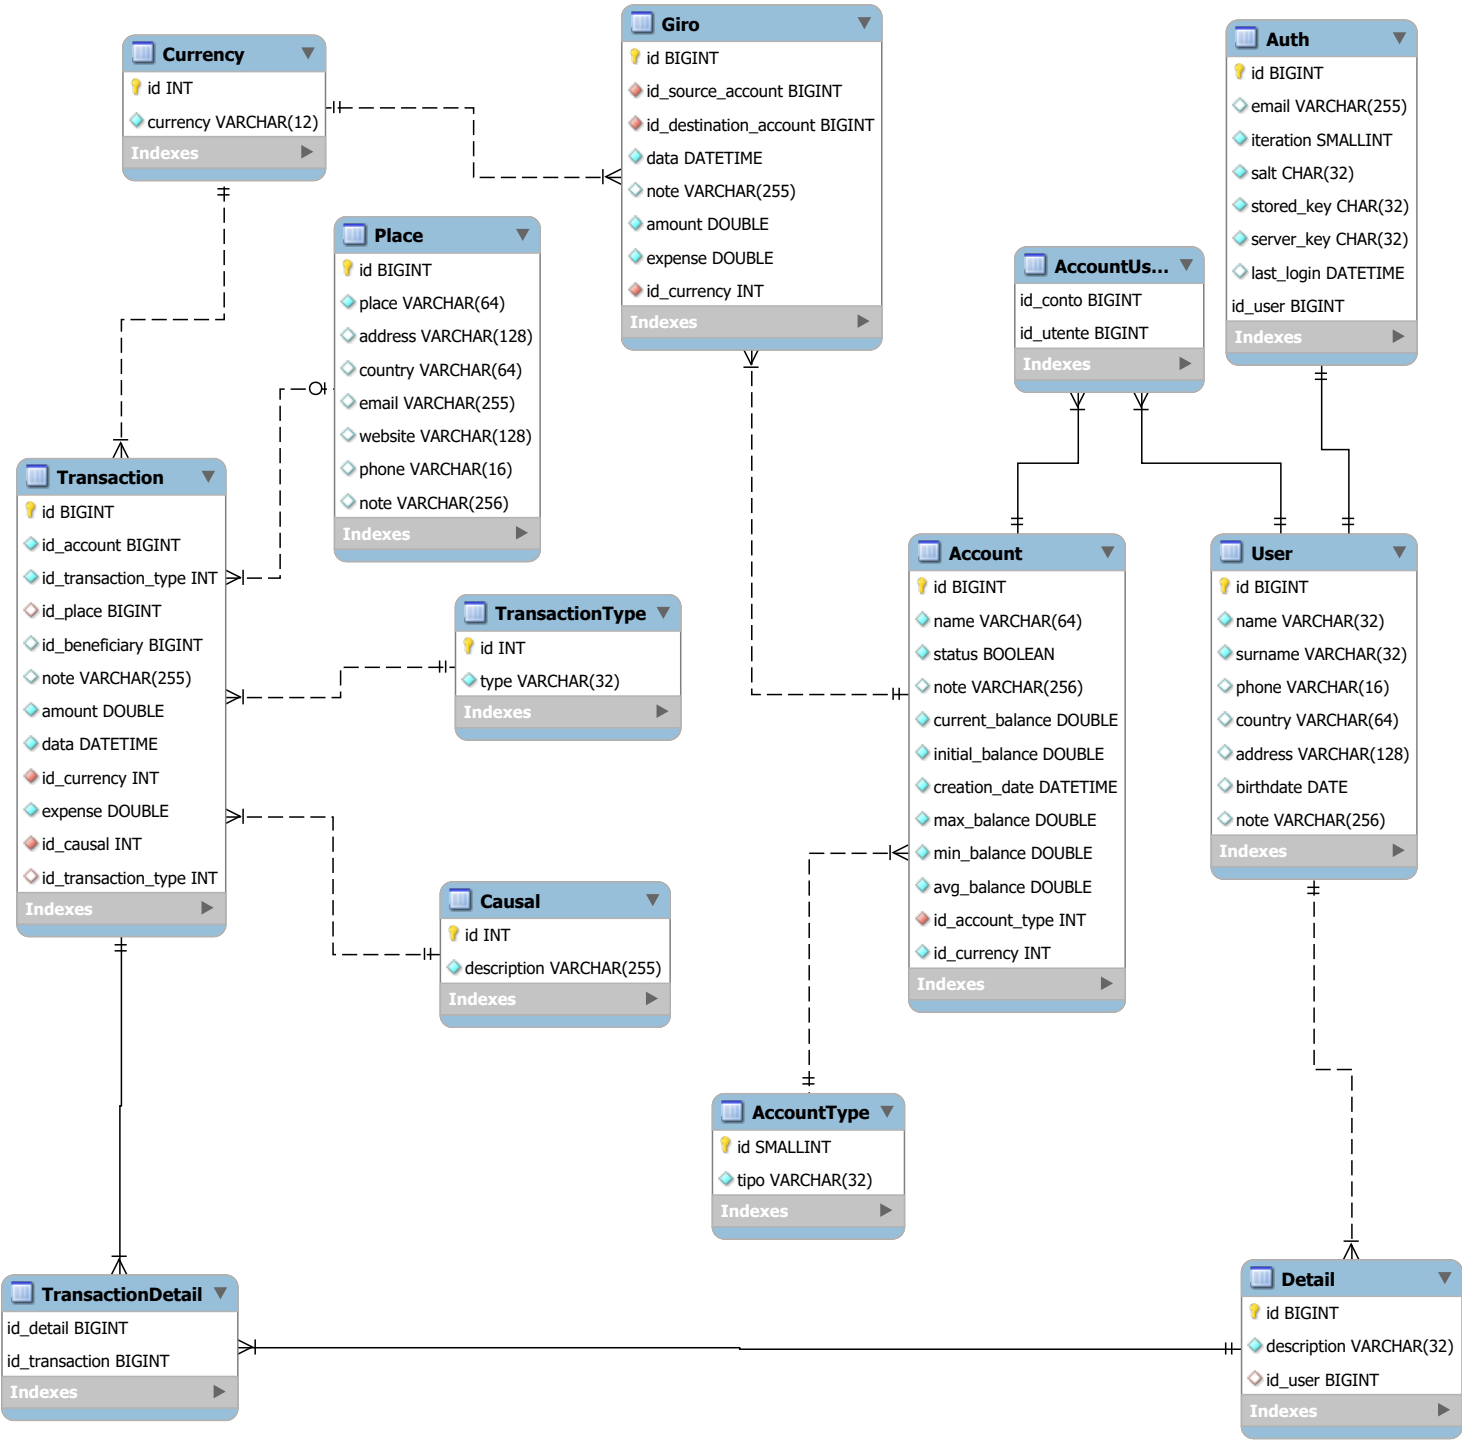 Currency
id INT
currency VARCHAR(12)
Indexes
Giro
id BIGINT
id_source_account BIGINT
id_destination_account BIGINT
data DATETIME
note VARCHAR(255)
amount DOUBLE
expense DOUBLE
id_currency INT
Indexes
Auth
id BIGINT
email VARCHAR(255)
iteration SMALLINT
salt CHAR(32)
stored_key CHAR(32)
server_key CHAR(32)
last_login DATETIME
id_user BIGINT
Indexes
Place
id BIGINT
place VARCHAR(64)
address VARCHAR(128)
country VARCHAR(64)
email VARCHAR(255)
website VARCHAR(128)
phone VARCHAR(16)
note VARCHAR(256)
Indexes
AccountUs...
id_conto BIGINT
id_utente BIGINT
Indexes
Transaction
id BIGINT
id_account BIGINT
id_transaction_type INT
id_place BIGINT
id_beneficiary BIGINT
note VARCHAR(255)
amount DOUBLE
data DATETIME
id_currency INT
expense DOUBLE
id_causal INT
id_transaction_type INT
Indexes
TransactionType
id INT
type VARCHAR(32)
Indexes
Account
id BIGINT
name VARCHAR(64)
status BOOLEAN
note VARCHAR(256)
current_balance DOUBLE
initial_balance DOUBLE
creation_date DATETIME
max_balance DOUBLE
min_balance DOUBLE
avg_balance DOUBLE
id_account_type INT
id_currency INT
Indexes
User
id BIGINT
name VARCHAR(32)
surname VARCHAR(32)
phone VARCHAR(16)
country VARCHAR(64)
address VARCHAR(128)
birthdate DATE
note VARCHAR(256)
Indexes
Causal
id INT
description VARCHAR(255)
Indexes
AccountType
id SMALLINT
tipo VARCHAR(32)
Indexes
TransactionDetail
id_detail BIGINT
id_transaction BIGINT
Indexes
Detail
id BIGINT
description VARCHAR(32)
id_user BIGINT
Indexes